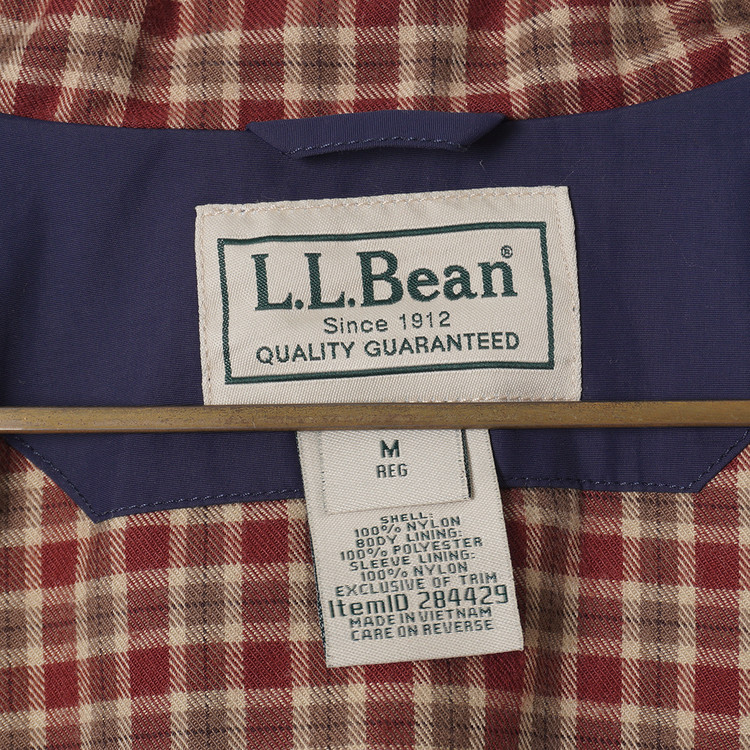 L.L.Bean®
Since 1912
QUALITY GUARANTEED
M
REG
SHELL:
100% NYLON
BODY LINING:
100% POLYESTER
SLEEVE LINING:
100% NYLON
EXCLUSIVE OF TRIM
ItemID 284429
MADE IN VIETNAM
CARE ON REVERSE